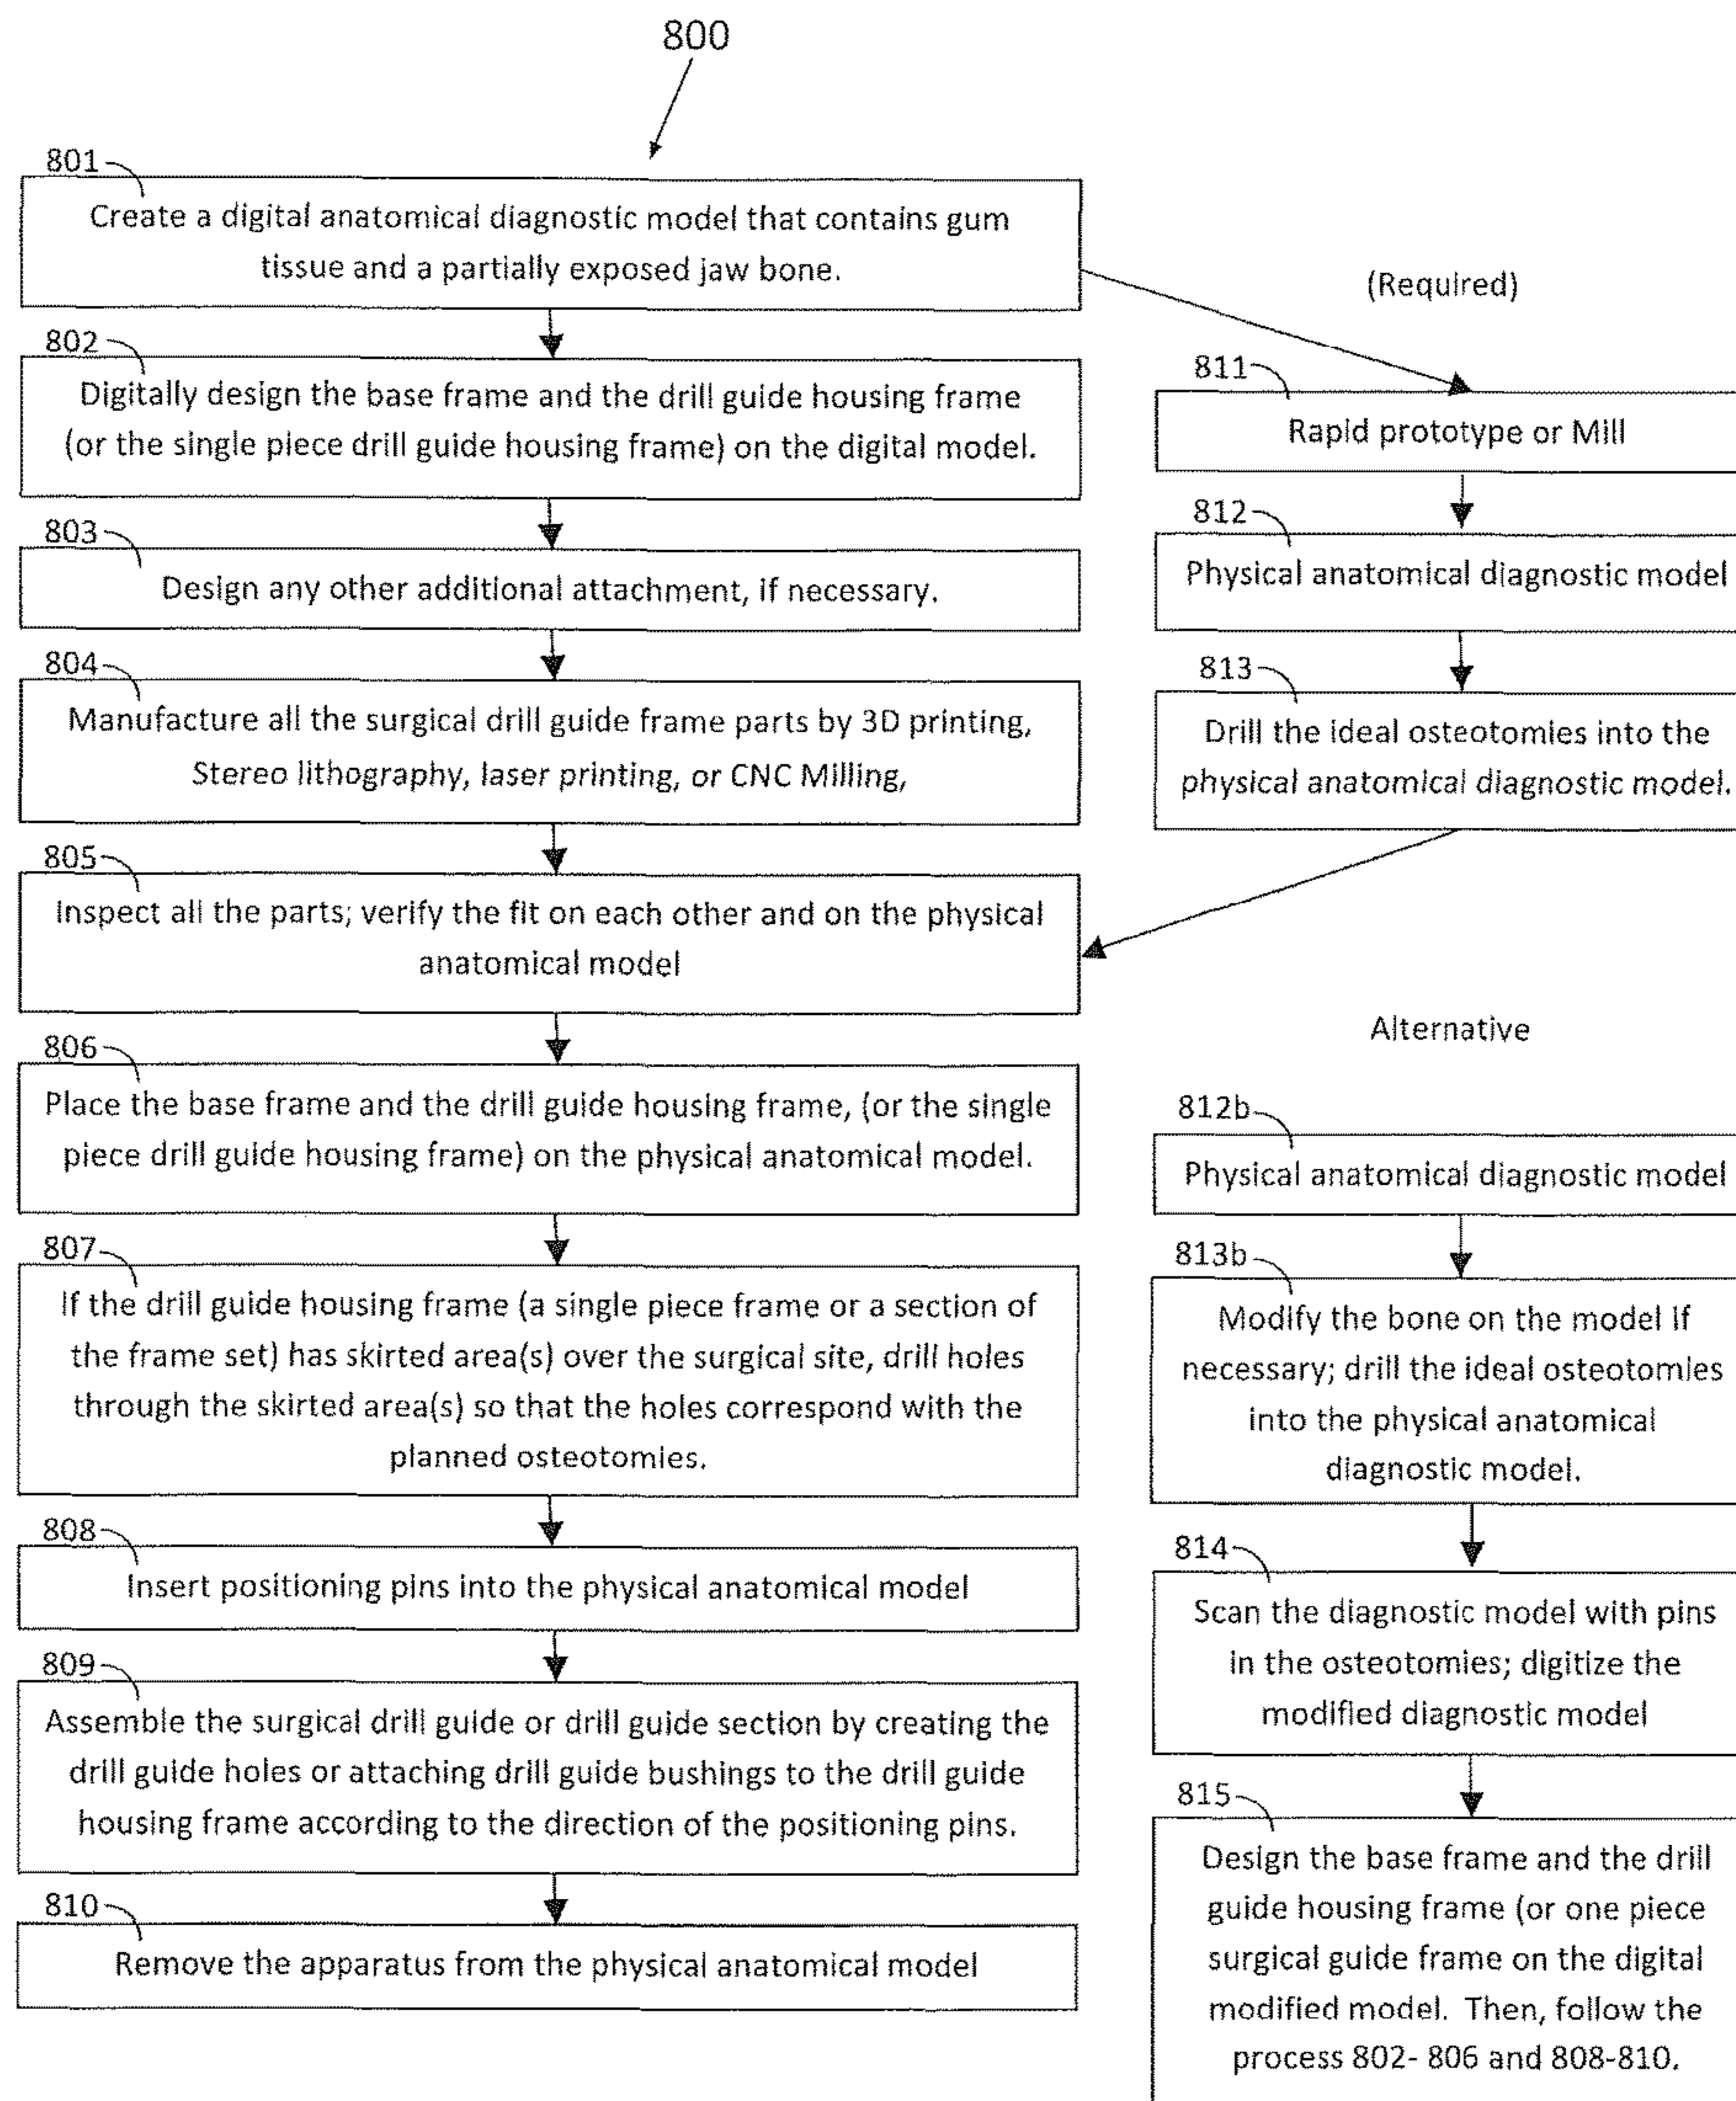 800
801
Create a digital anatomical diagnostic model that contains gum
tissue and a partially exposed jaw bone.
802
Digitally design the base frame and the drill guide housing frame
(or the single piece drill guide housing frame) on the digital model.
803
Design any other additional attachment, if necessary.
804
Manufacture all the surgical drill guide frame parts by 3D printing,
Stereo lithography, laser printing, or CNC Milling,
805
Inspect all the parts; verify the fit on each other and on the physical
anatomical model
806
Place the base frame and the drill guide housing frame, (or the single
piece drill guide housing frame) on the physical anatomical model.
807
If the drill guide housing frame (a single piece frame or a section of
the frame set) has skirted area(s) over the surgical site, drill holes
through the skirted area(s) so that the holes correspond with the
planned osteotomies.
808
Insert positioning pins into the physical anatomical model
809
Assemble the surgical drill guide or drill guide section by creating the
drill guide holes or attaching drill guide bushings to the drill guide
housing frame according to the direction of the positioning pins.
810
Remove the apparatus from the physical anatomical model
(Required)
811
Rapid prototype or Mill
812
Physical anatomical diagnostic model
813
Drill the ideal osteotomies into the
physical anatomical diagnostic model.
Alternative
812b
Physical anatomical diagnostic model
813b
Modify the bone on the model if
necessary; drill the ideal osteotomies
into the physical anatomical
diagnostic model.
814
Scan the diagnostic model with pins
in the osteotomies; digitize the
modified diagnostic model
815
Design the base frame and the drill
guide housing frame (or one piece
surgical guide frame on the digital
modified model. Then, follow the
process 802- 806 and 808-810.